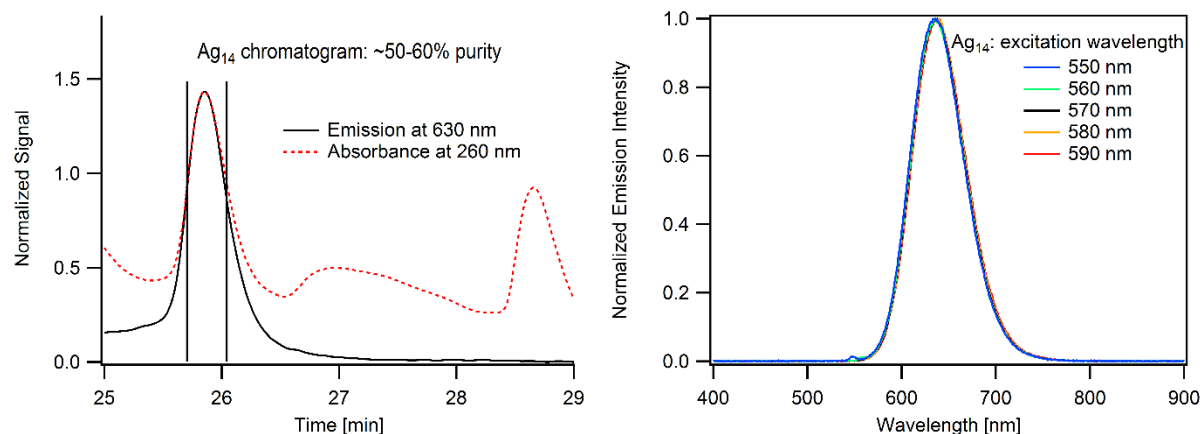 Ag₁₄ chromatogram: ~50-60% purity
Emission at 630 nm
Absorbance at 260 nm
Normalized Signal
1.5
1.0
0.5
0.0
25 26 27 28 29
Time [min]
Ag₁₄: excitation wavelength
550 nm
560 nm
570 nm
580 nm
590 nm
Normalized Emission Intensity
1.0
0.8
0.6
0.4
0.2
0.0
400 500 600 700 800 900
Wavelength [nm]